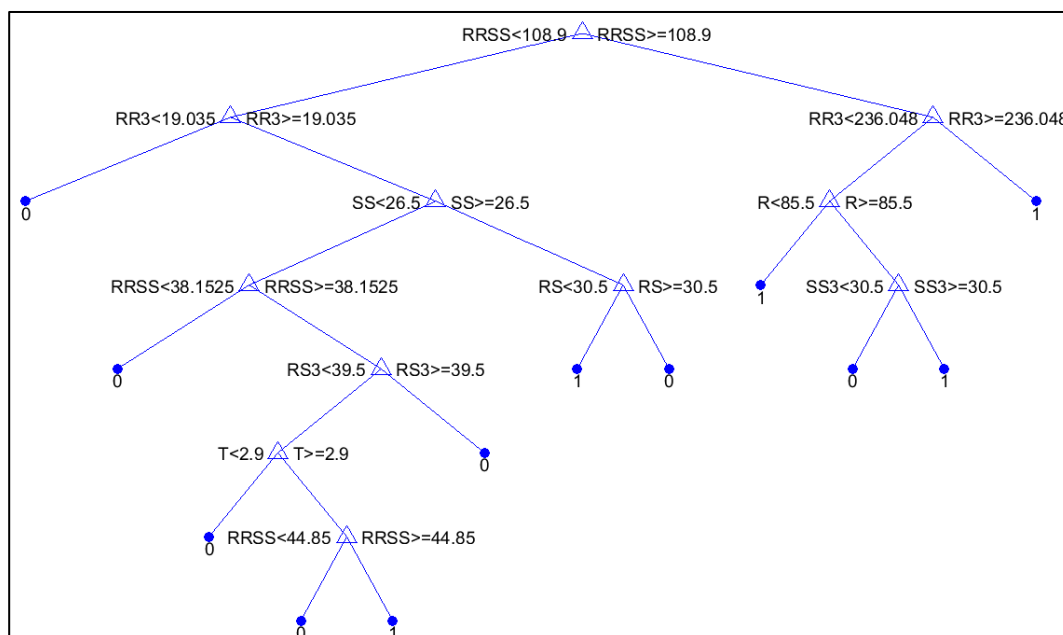 RRSS<108.9 RRSS>=108.9
RR3<19.035 RR3>=19.035 RR3<236.048 RR3>=236.048
0 SS<26.5 SS>=26.5 R<85.5 R>=85.5 1
RRSS<38.1525 RRSS>=38.1525 RS<30.5 RS>=30.5 1 SS3<30.5 SS3>=30.5
0 RS3<39.5 RS3>=39.5 1 0 0 1
T<2.9 T>=2.9 0
0 RRSS<44.85 RRSS>=44.85
0 1